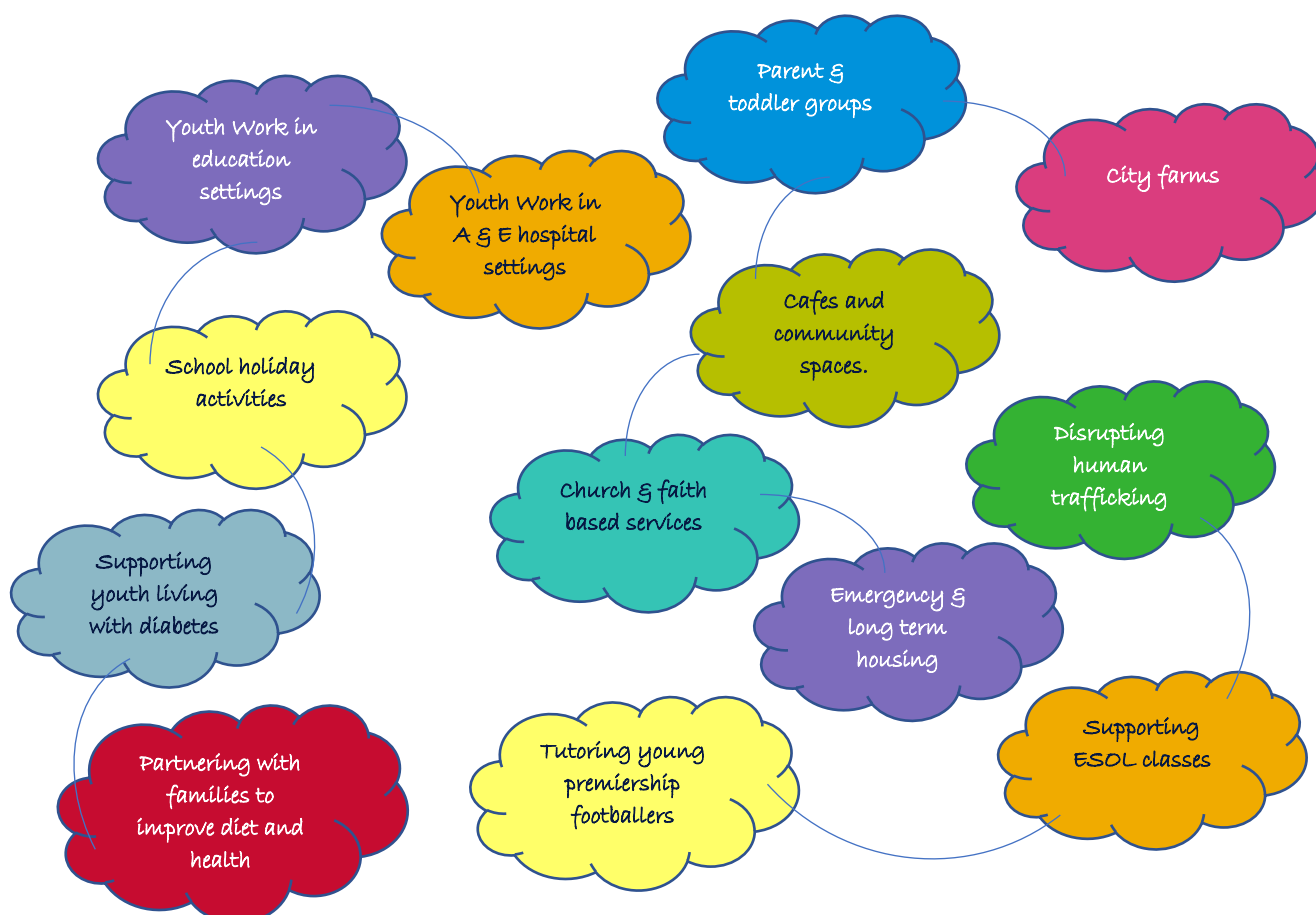 Parent &
toddler groups
Youth Work in
education
settings
City farms
Youth Work in
A & E hospital
settings
Cafes and
community
spaces.
School holiday
activities
Disrupting
human
trafficking
Church & faith
based services
Supporting
youth living
with diabetes
Emergency &
long term
housing
Supporting
ESOL classes
Tutoring young
premiership
footballers
Partnering with
families to
improve diet and
health